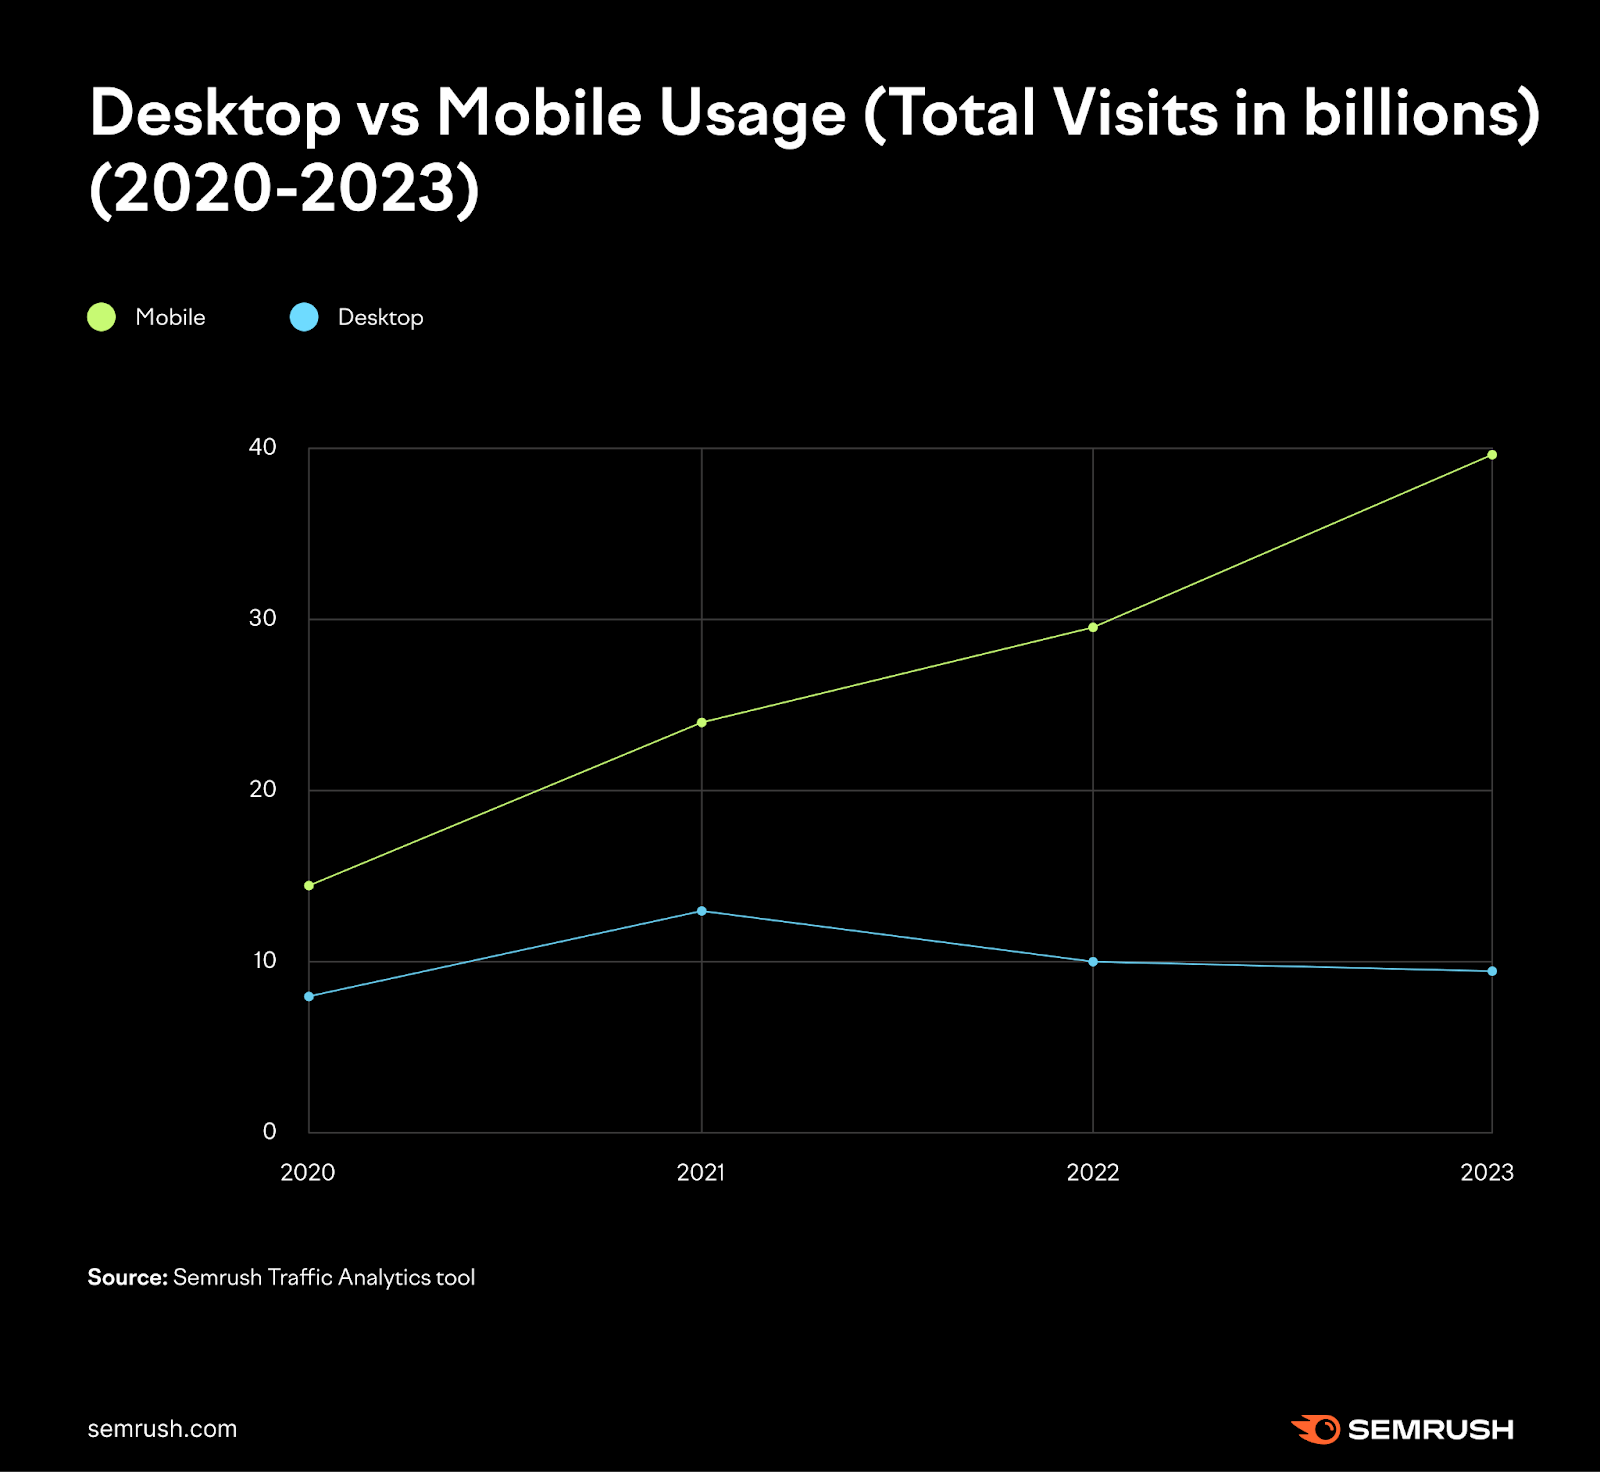 Desktop vs Mobile Usage (Total Visits in billions)
(2020-2023)
Mobile
Desktop
40
30
20
10
0
2020
2021
2022
2023
Source: Semrush Traffic Analytics tool
semrush.com
SEMRUSH